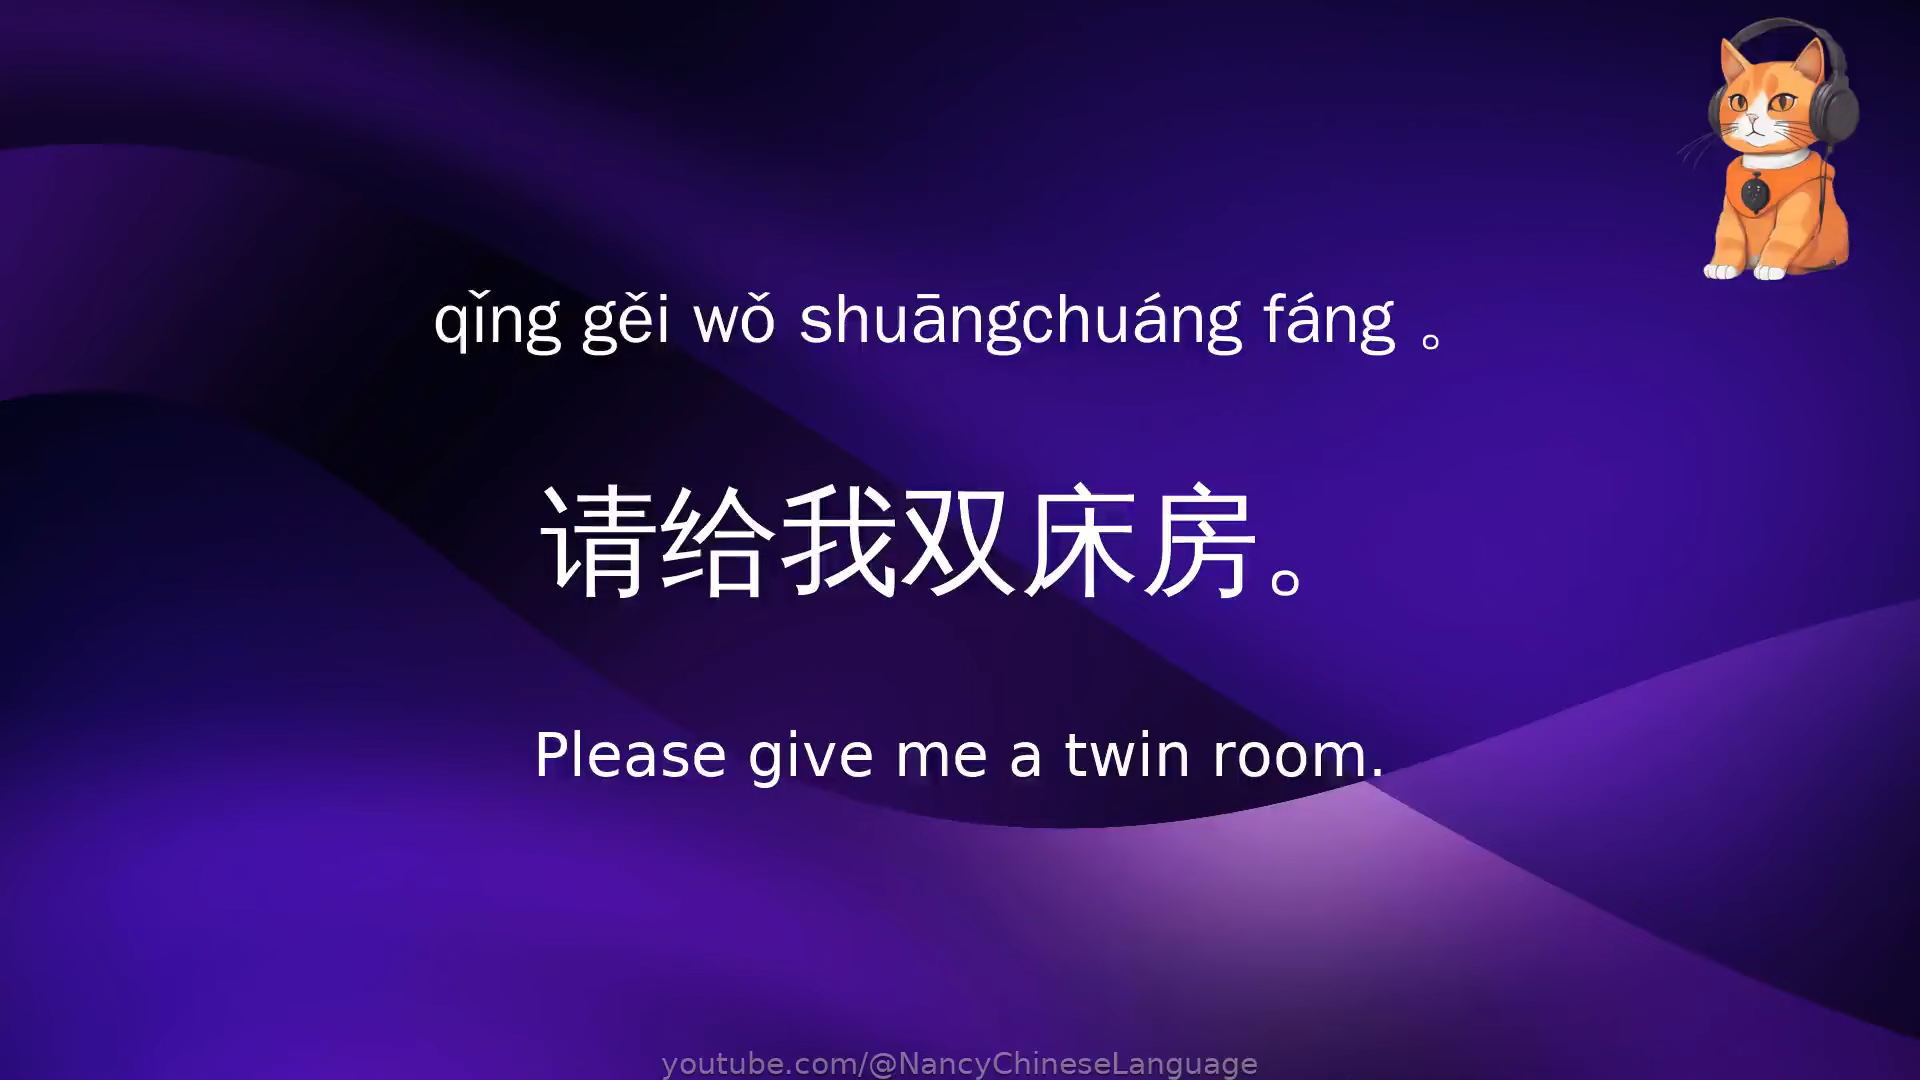 qǐng gěi wǒ shuāngchuáng fáng 。
请给我双床房。
Please give me a twin room.
youtube.com/@NancyChineseLanguage